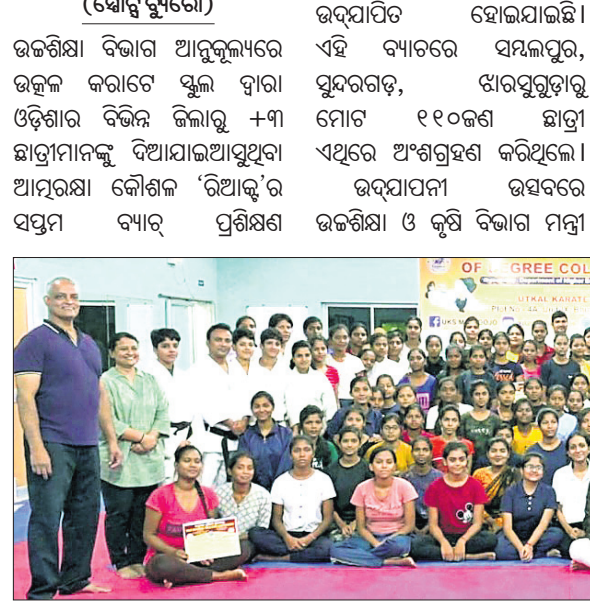 (ସ୍ପୋର୍ଟ୍ସ ବ୍ୟୁରୋ)
ଉଚ୍ଚଶିକ୍ଷା ବିଭାଗ ଆନୁକୂଲ୍ୟରେ
ଉତ୍କଳ କରାଟେ ସ୍କୁଲ ଦ୍ୱାରା
ଓଡ଼ିଶାର ବିଭିନ୍ନ ଜିଲାରୁ +୩
ଛାତ୍ରୀମାନଙ୍କୁ ଦିଆଯାଇଆସୁଥିବା
ଆତ୍ମରକ୍ଷା କୌଶଳ ‘ରିଆକ୍ଟ’ର
ସପ୍ତମ ବ୍ୟାଚ୍ ପ୍ରଶିକ୍ଷଣ
ଉଦ୍‌ଯାପିତ ହୋଇଯାଇଛି।
ଏହି ବ୍ୟାଚରେ ସମ୍ବଲପୁର,
ସୁନ୍ଦରଗଡ଼, ଝାରସୁଗୁଡ଼ାରୁ
ମୋଟ ୧୧୦ଜଣ ଛାତ୍ରୀ
ଏଥିରେ ଅଂଶଗ୍ରହଣ କରିଥିଲେ।
ଉଦ୍‌ଯାପନୀ ଉତ୍ସବରେ
ଉଚ୍ଚଶିକ୍ଷା ଓ କୃଷି ବିଭାଗ ମନ୍ତ୍ରୀ
OF DEGREE COL
UTKAL KARATE